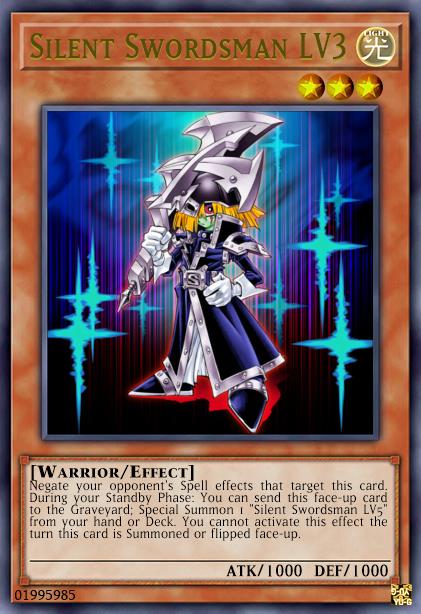 Silent Swordsman LV3
LIGHT
光
[Warrior/Effect]
Negate your opponent's Spell effects that target this card.
During your Standby Phase: You can send this face-up card
to the Graveyard; Special Summon 1 "Silent Swordsman LV5"
from your hand or Deck. You cannot activate this effect the
turn this card is Summoned or flipped face-up.
ATK/1000 DEF/1000
01995985